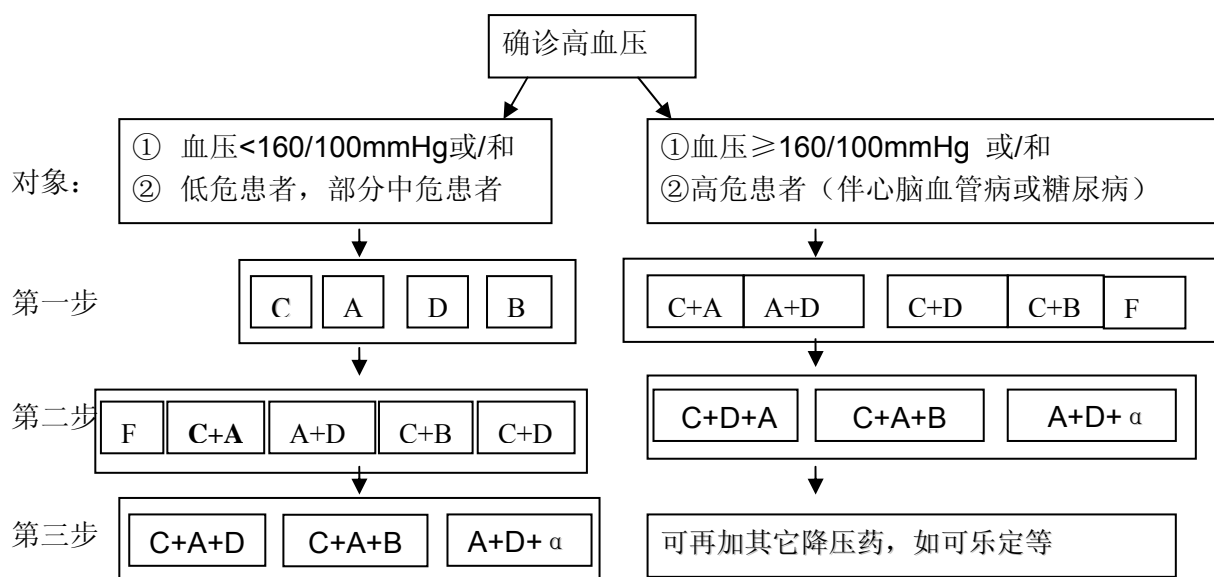 确诊高血压
对象：
① 血压<160/100mmHg或/和
② 低危患者，部分中危患者
①血压≥160/100mmHg 或/和
②高危患者（伴心脑血管病或糖尿病）
第一步
C A D B
C+A A+D C+D C+B F
第二步
F C+A A+D C+B C+D
C+D+A C+A+B A+D+α
第三步
C+A+D C+A+B A+D+α
可再加其它降压药，如可乐定等